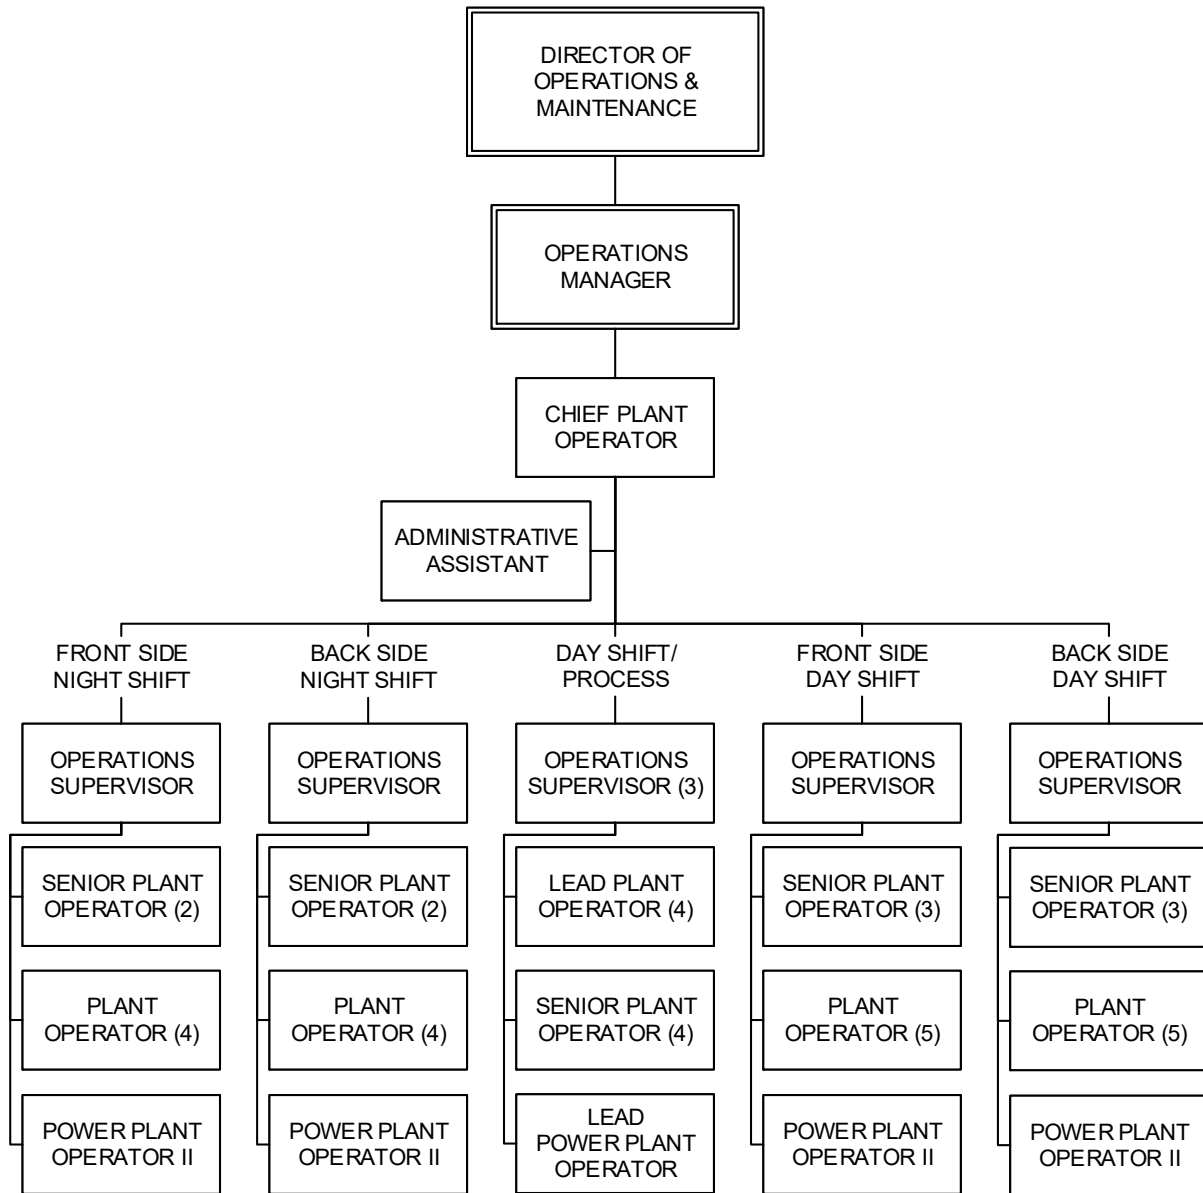 DIRECTOR OF
OPERATIONS &
MAINTENANCE
OPERATIONS
MANAGER
CHIEF PLANT
OPERATOR
ADMINISTRATIVE
ASSISTANT
FRONT SIDE
NIGHT SHIFT
BACK SIDE
NIGHT SHIFT
DAY SHIFT/
PROCESS
FRONT SIDE
DAY SHIFT
BACK SIDE
DAY SHIFT
OPERATIONS
SUPERVISOR
OPERATIONS
SUPERVISOR
OPERATIONS
SUPERVISOR (3)
OPERATIONS
SUPERVISOR
OPERATIONS
SUPERVISOR
SENIOR PLANT
OPERATOR (2)
SENIOR PLANT
OPERATOR (2)
LEAD PLANT
OPERATOR (4)
SENIOR PLANT
OPERATOR (3)
SENIOR PLANT
OPERATOR (3)
PLANT
OPERATOR (4)
PLANT
OPERATOR (4)
SENIOR PLANT
OPERATOR (4)
PLANT
OPERATOR (5)
PLANT
OPERATOR (5)
POWER PLANT
OPERATOR II
POWER PLANT
OPERATOR II
LEAD
POWER PLANT
OPERATOR
POWER PLANT
OPERATOR II
POWER PLANT
OPERATOR II